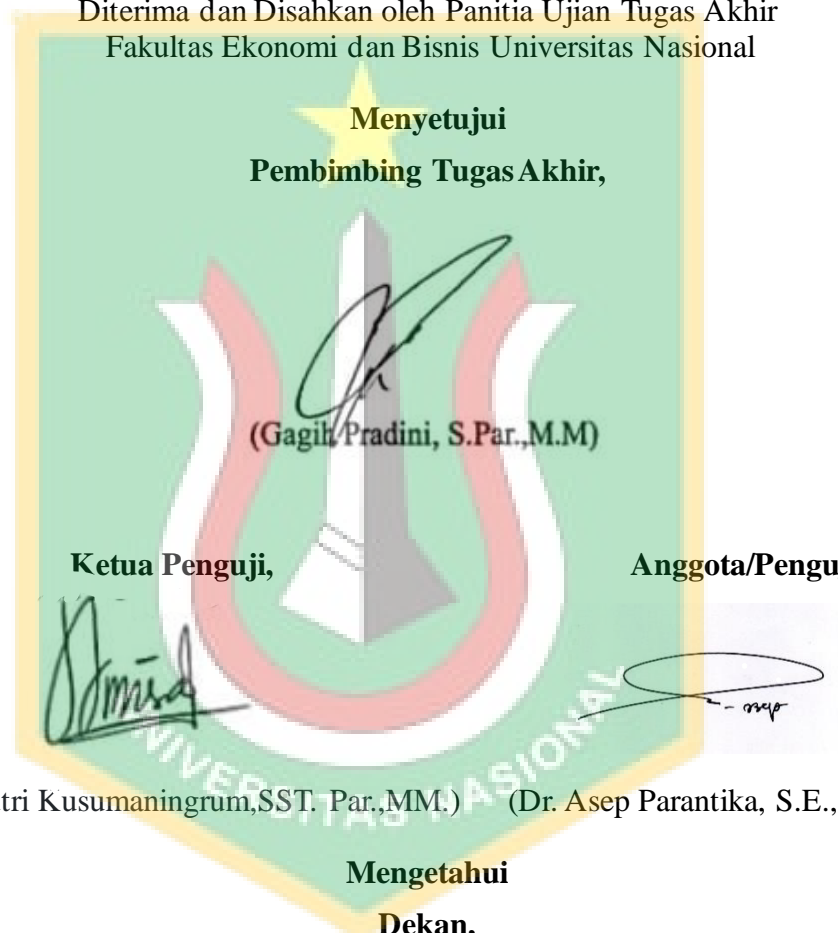 Diterima dan Disahkan oleh Panitia Ujian Tugas Akhir
Fakultas Ekonomi dan Bisnis Universitas Nasional
Menyetujui
Pembimbing Tugas Akhir,
(Gagih Pradini, S.Par.,M.M)
Ketua Penguji, Anggota/Pengu
UNIVERSITAS NASIONAL
tri Kusumaningrum,SST. Par.,MM.) (Dr. Asep Parantika, S.E.,
Mengetahui
Dekan,